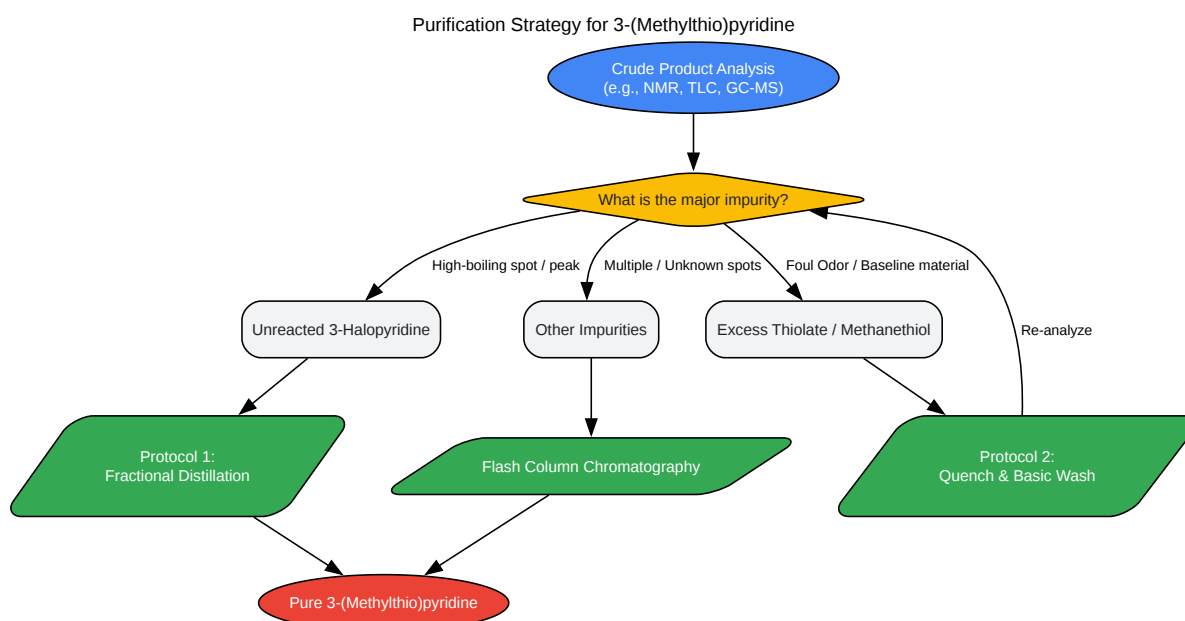 Purification Strategy for 3-(Methylthio)pyridine
Crude Product Analysis
(e.g., NMR, TLC, GC-MS)
What is the major impurity?
High-boiling spot / peak
Multiple / Unknown spots
Foul Odor / Baseline material
Unreacted 3-Halopyridine
Other Impurities
Excess Thiolate / Methanethiol
Re-analyze
Protocol 1:
Fractional Distillation
Flash Column Chromatography
Protocol 2:
Quench & Basic Wash
Pure 3-(Methylthio)pyridine